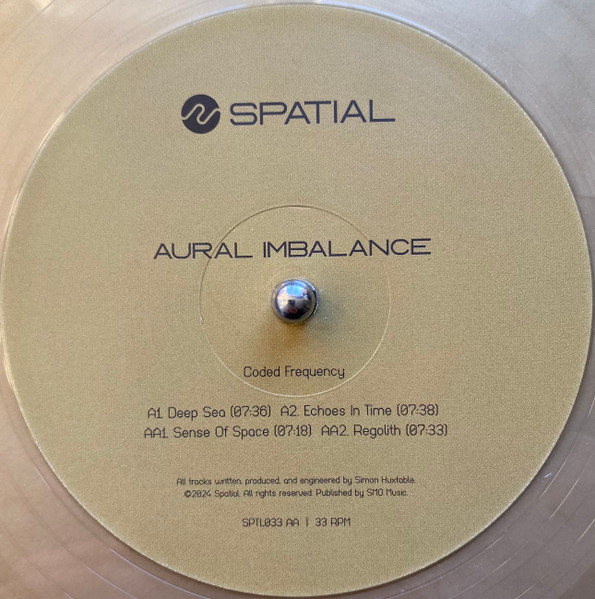 SPATIAL
AURAL IMBALANCE
Coded Frequency
A1 Deep Sea (07:36) A2. Echoes In Time (07:38)
AA1. Sense Of Space (07:18) AA2. Regolith (07:33)
All tracks written, produced, and engineered by Simon Huxtable.
©2024 Spatial. All rights reserved. Published by SMO Music.
SPTL033 AA | 33 RPM